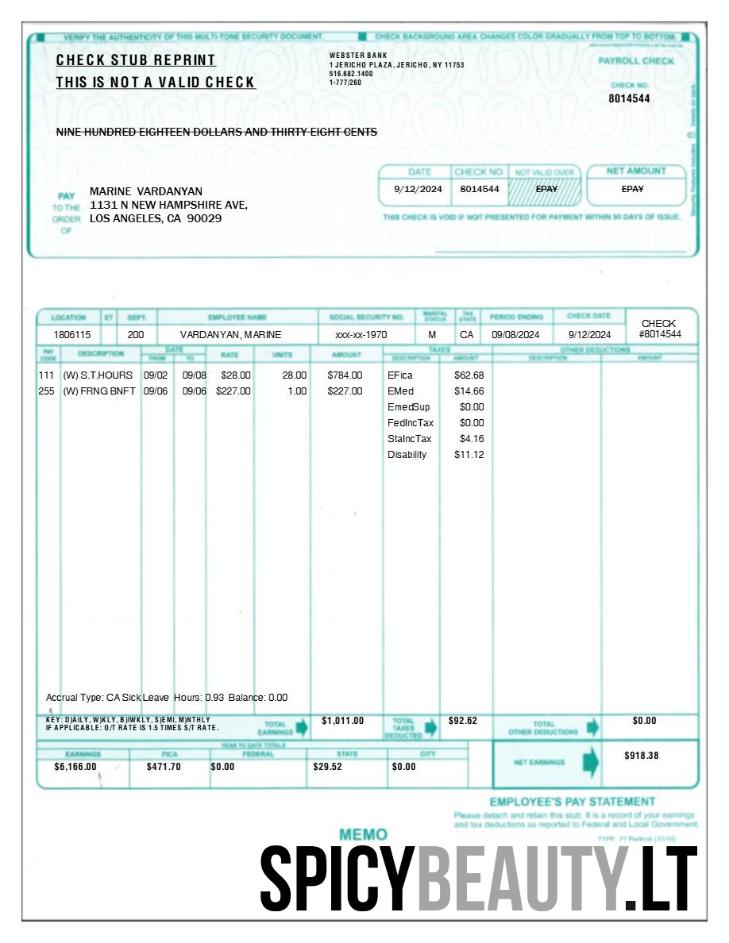 VERIFY THE AUTHENTICITY OF THIS MULTI-TONE SECURITY DOCUMENT. CHECK BACKGROUND AREA CHANGES COLOR GRADUALLY FROM TOP TO BOTTOM.
CHECK STUB REPRINT
THIS IS NOT A VALID CHECK
WEBSTER BANK
1 JERICHO PLAZA, JERICHO, NY 11753
516.682.1400
1-777/260
PAYROLL CHECK
CHECK NO.
8014544
NINE HUNDRED EIGHTEEN DOLLARS AND THIRTY EIGHT CENTS
DATE CHECK NO. NOT VALID OVER NET AMOUNT
9/12/2024 8014544 EPAY EPAY
PAY TO THE ORDER OF
MARINE VARDANYAN
1131 N NEW HAMPSHIRE AVE,
LOS ANGELES, CA 90029
THIS CHECK IS VOID IF NOT PRESENTED FOR PAYMENT WITHIN 90 DAYS OF ISSUE.
LOCATION ET DEPT. EMPLOYEE NAME SOCIAL SECURITY NO. MARITAL STATUS TAX STATE PERIOD ENDING CHECK DATE CHECK #8014544
1806115 200 VARDANYAN, MARINE xxx-xx-1970 M CA 09/08/2024 9/12/2024
PAY CODE DESCRIPTION DATE FROM TO RATE UNITS AMOUNT TAXES DESCRIPTION AMOUNT OTHER DEDUCTIONS DESCRIPTION AMOUNT
111 (W) S.T.HOURS 09/02 09/08 $28.00 28.00 $784.00 EFica $62.68
255 (W) FRNG BNFT 09/06 09/06 $227.00 1.00 $227.00 EMed $14.66
EmedSup $0.00
FedIncTax $0.00
StaIncTax $4.16
Disability $11.12
Accrual Type: CA Sick Leave Hours: 0.93 Balance: 0.00
KEY: D)AILY, W)KLY, B)IWKLY, S)EMI, M)NTHLY
IF APPLICABLE: O/T RATE IS 1.5 TIMES S/T RATE.
TOTAL EARNINGS $1,011.00 TOTAL TAXES DEDUCTED $92.62 TOTAL OTHER DEDUCTIONS $0.00
YEAR TO DATE TOTALS
EARNINGS FICA FEDERAL STATE CITY
$6,166.00 $471.70 $0.00 $29.52 $0.00
NET EARNINGS $918.38
EMPLOYEE'S PAY STATEMENT
Please detach and retain this stub. It is a record of your earnings
and tax deductions as reported to Federal and Local Government.
MEMO
SPICYBEAUTY.LT